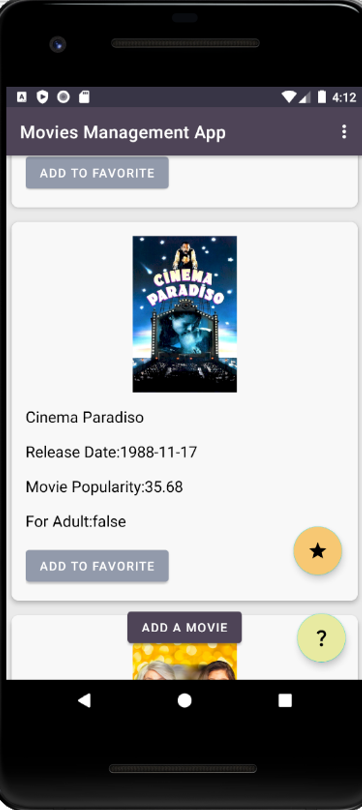 4:12
Movies Management App
ADD TO FAVORITE
CINEMA
PARADISO
Cinema Paradiso
Release Date:1988-11-17
Movie Popularity:35.68
For Adult:false
ADD TO FAVORITE
ADD A MOVIE
?